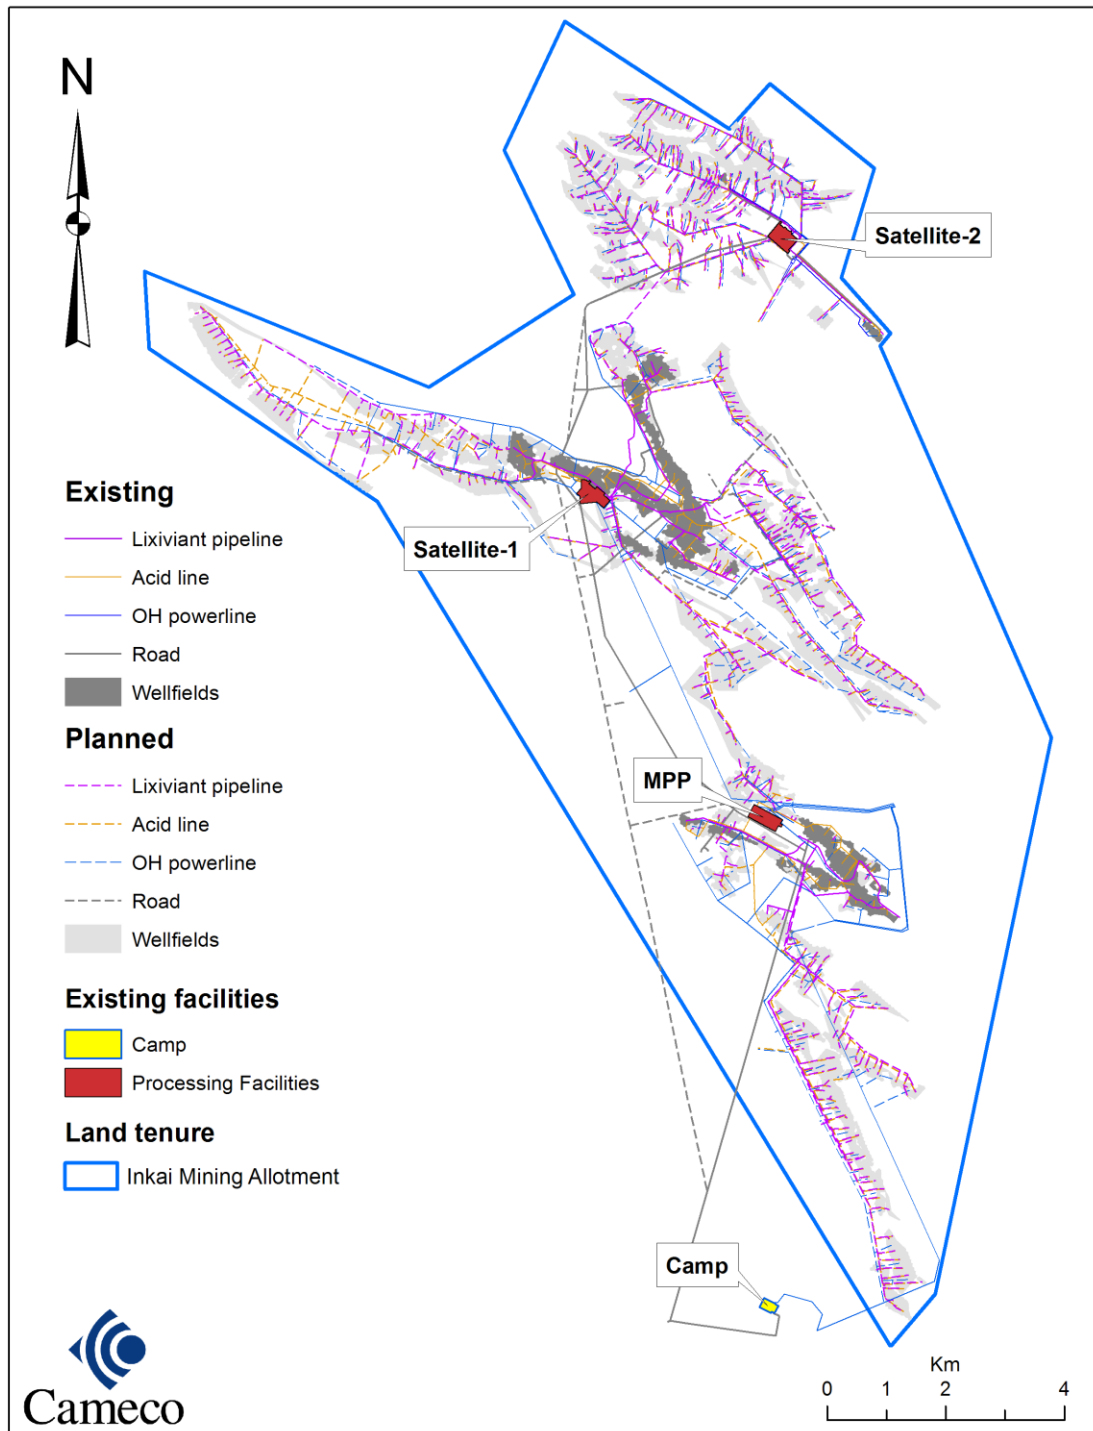 N
Satellite-2
Existing
Lixiviant pipeline
Satellite-1
Acid line
OH powerline
Road
Wellfields
Planned
MPP
Lixiviant pipeline
Acid line
OH powerline
Road
Wellfields
Existing facilities
Camp
Processing Facilities
Land tenure
Inkai Mining Allotment
Camp
Cameco
Km
0 1 2 4